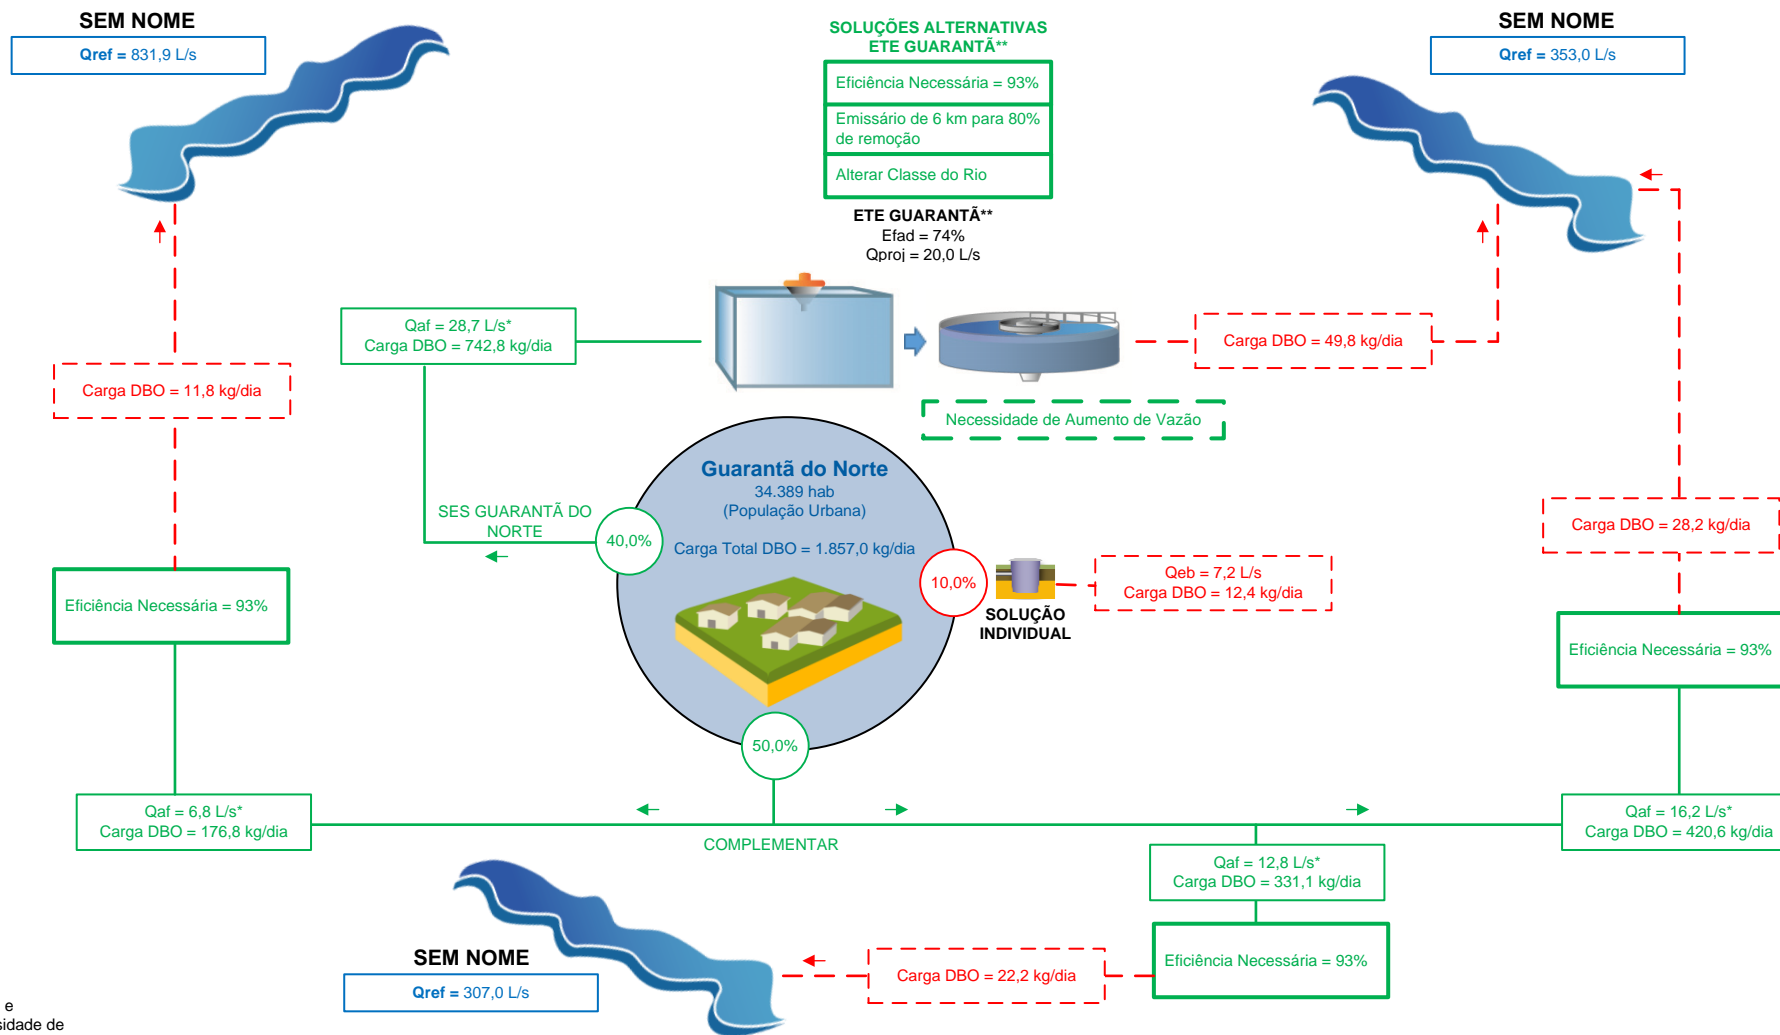 SEM NOME
Qref = 831,9 L/s
SOLUÇÕES ALTERNATIVAS
ETE GUARANTÃ**
Eficiência Necessária = 93%
Emissário de 6 km para 80%
de remoção
Alterar Classe do Rio
SEM NOME
Qref = 353,0 L/s
ETE GUARANTÃ**
Efad = 74%
Qproj = 20,0 L/s
Qaf = 28,7 L/s*
Carga DBO = 742,8 kg/dia
Carga DBO = 49,8 kg/dia
Carga DBO = 11,8 kg/dia
Necessidade de Aumento de Vazão
Guarantã do Norte
34.389 hab
(População Urbana)
Carga Total DBO = 1.857,0 kg/dia
SES GUARANTÃ DO
NORTE
40,0%
10,0%
SOLUÇÃO
INDIVIDUAL
Qeb = 7,2 L/s
Carga DBO = 12,4 kg/dia
Carga DBO = 28,2 kg/dia
Eficiência Necessária = 93%
Eficiência Necessária = 93%
50,0%
Qaf = 6,8 L/s*
Carga DBO = 176,8 kg/dia
COMPLEMENTAR
Qaf = 16,2 L/s*
Carga DBO = 420,6 kg/dia
Qaf = 12,8 L/s*
Carga DBO = 331,1 kg/dia
Eficiência Necessária = 93%
Carga DBO = 22,2 kg/dia
SEM NOME
Qref = 307,0 L/s
e
sidade de